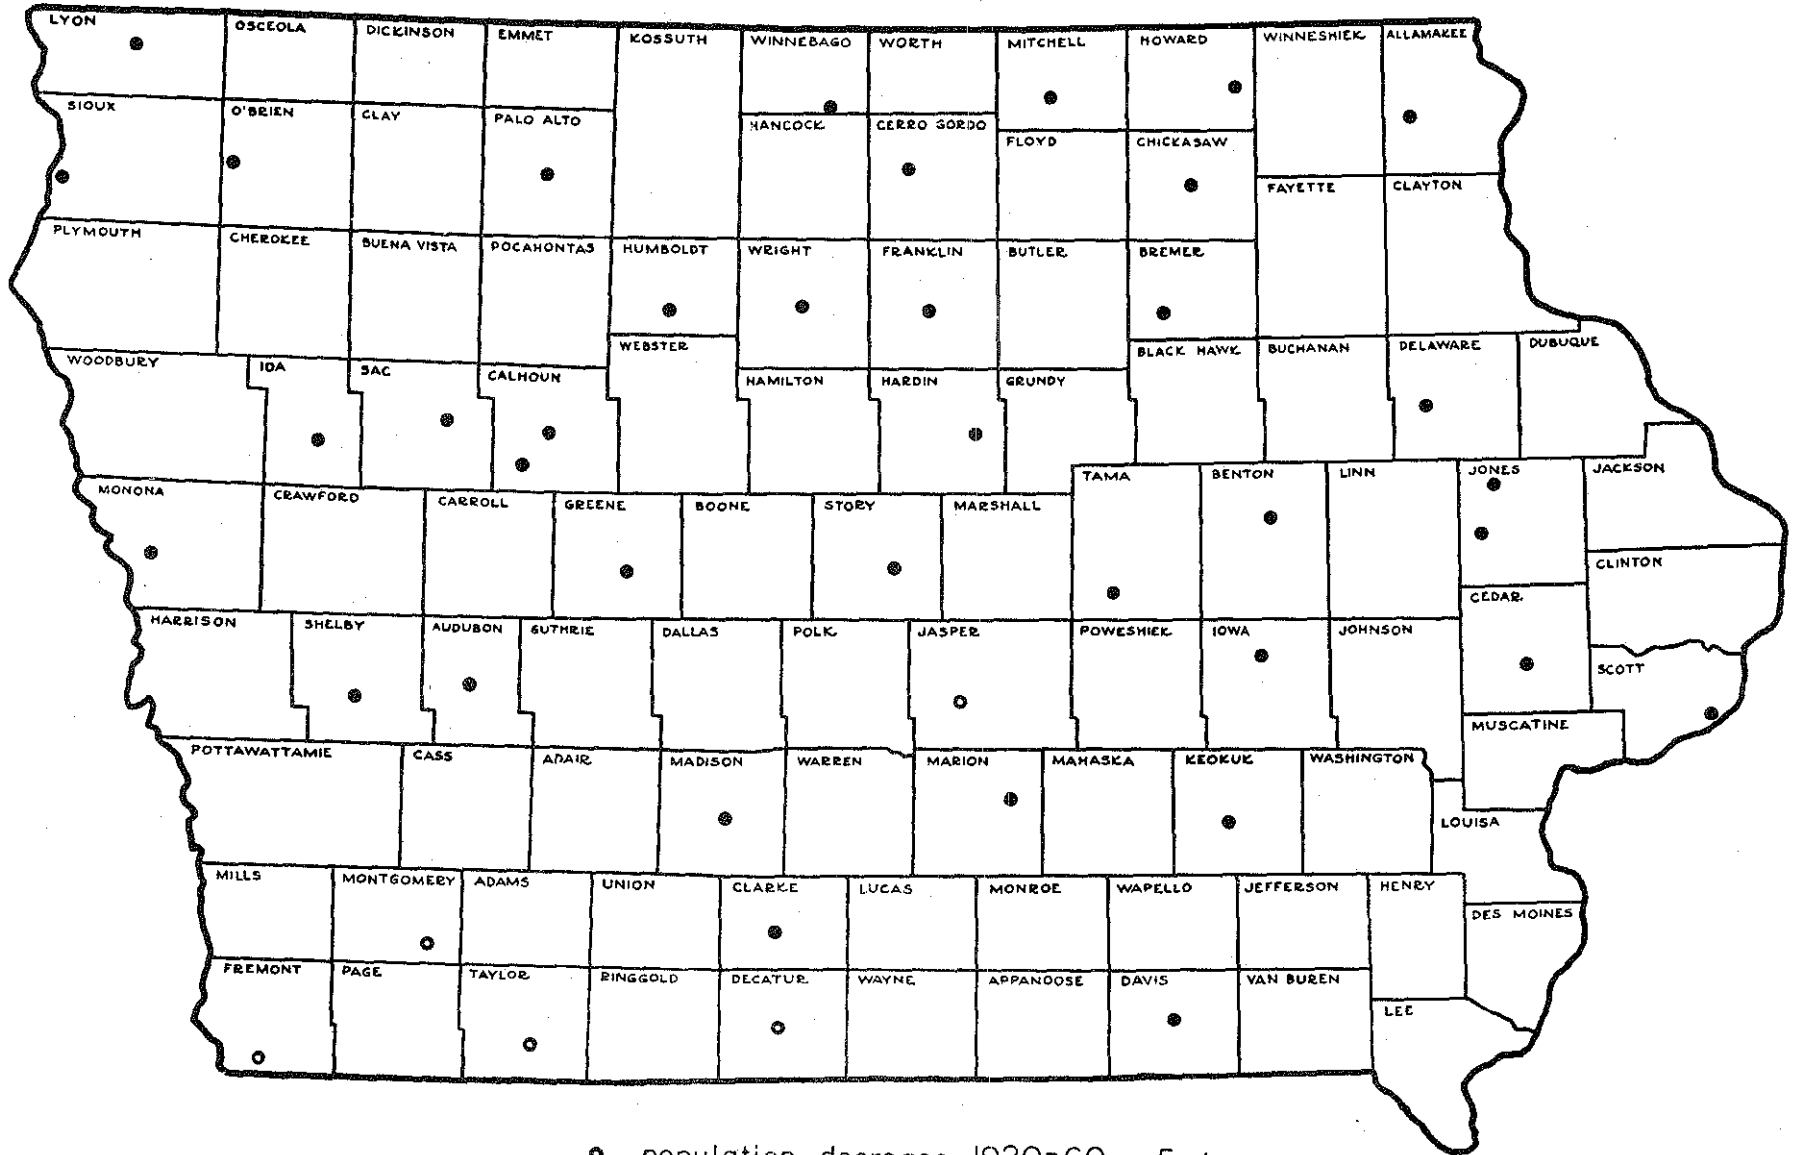 LYON OSCEOLA DICKINSON EMMET KOSSUTH WINNEBAGO WORTH MITCHELL HOWARD WINNESHIEK ALLAMAKEE
SIOUX O'BRIEN CLAY PALO ALTO HANCOCK CERRO GORDO FLOYD CHICKASAW
FAYETTE CLAYTON
PLYMOUTH CHEROKEE BUENA VISTA POCAHONTAS HUMBOLDT WRIGHT FRANKLIN BUTLER BREMER
WEBSTER BLACK HAWK BUCHANAN DELAWARE DUBUQUE
WOODBURY IDA SAC CALHOUN HAMILTON HARDIN GRUNDY
TAMA BENTON LINN JONES JACKSON
MONONA CRAWFORD CARROLL GREENE BOONE STORY MARSHALL
CLINTON
CEDAR
HARRISON SHELBY AUDUBON GUTHRIE DALLAS POLK JASPER POWESHIEK IOWA JOHNSON
SCOTT
MUSCATINE
POTTAWATTAMIE CASS ADAIR MADISON WARREN MARION MAHASKA KEOKUK WASHINGTON
LOUISA
MILLS MONTGOMERY ADAMS UNION CLARKE LUCAS MONROE WAPELLO JEFFERSON HENRY
DES MOINES
FREMONT PAGE TAYLOR RINGGOLD DECATUR WAYNE APPANOOSE DAVIS VAN BUREN
LEE
population decrease 1920-60